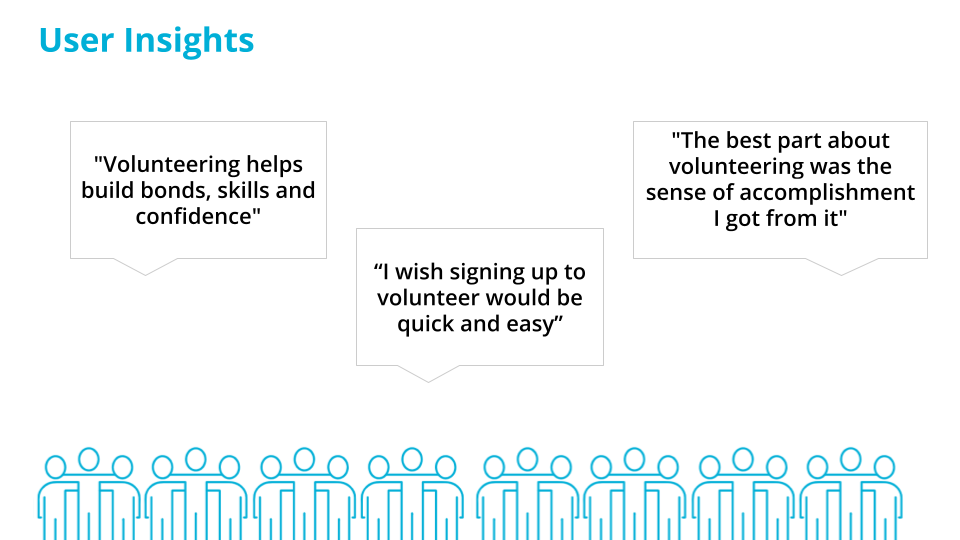 User Insights
"Volunteering helps
build bonds, skills and
confidence"
“I wish signing up to
volunteer would be
quick and easy”
"The best part about
volunteering was the
sense of accomplishment
I got from it"